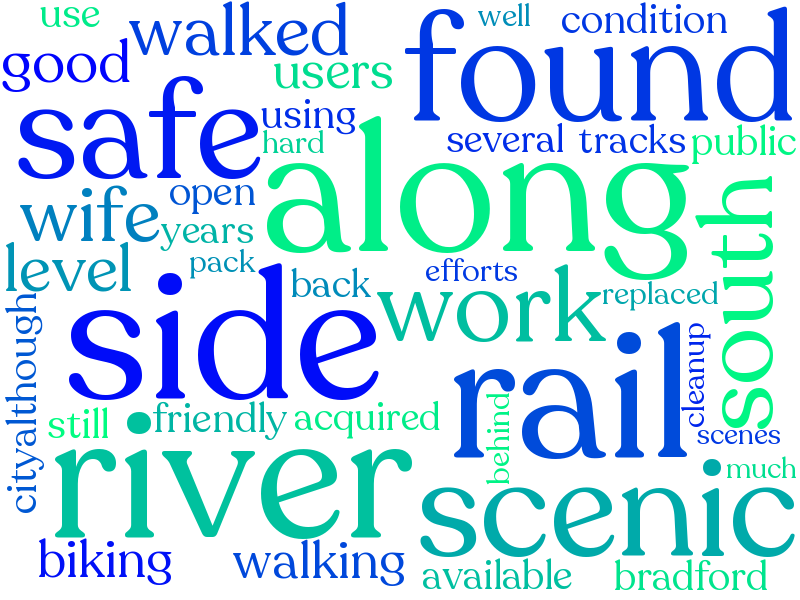 use
walked
well
condition
good
users
found
safe
using
hard
several
tracks
public
along
wife
open
years
south
level
pack
back
efforts
side
work
replaced
cityalthough
rail
cleanup
still
friendly
acquired
behind
scenes
river
scenic
much
biking
walking
available
bradford